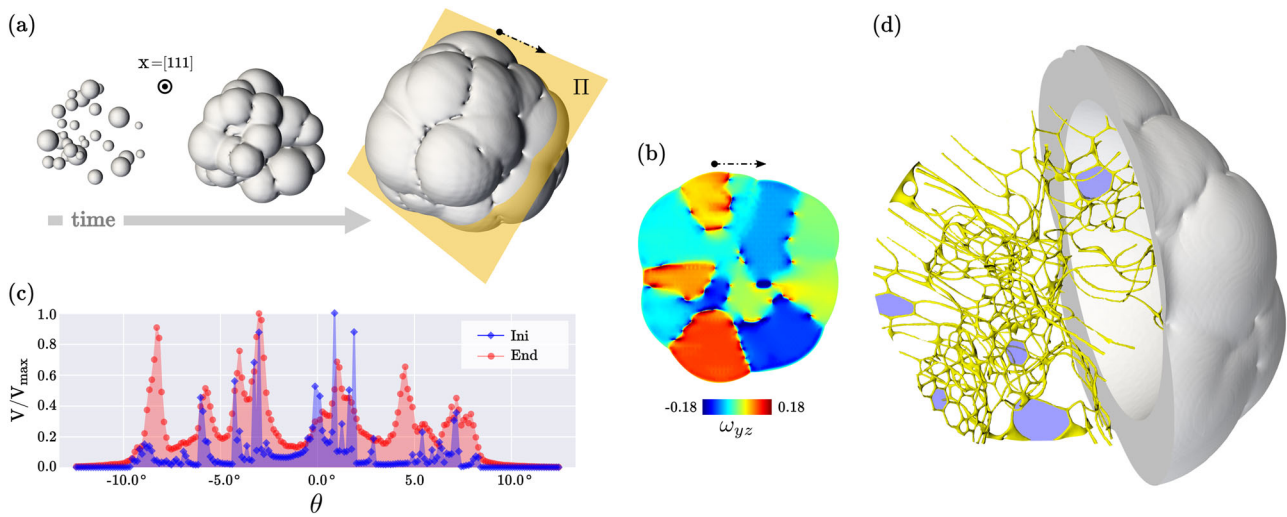 (a)
x=[111]
Π
time
(b)
-0.18 0.18
ω_yz
(c)
1.0
0.8
0.6
0.4
0.2
0.0
V/V_max
Ini
End
-10.0° -5.0° 0.0° 5.0 10.0°
θ
(d)